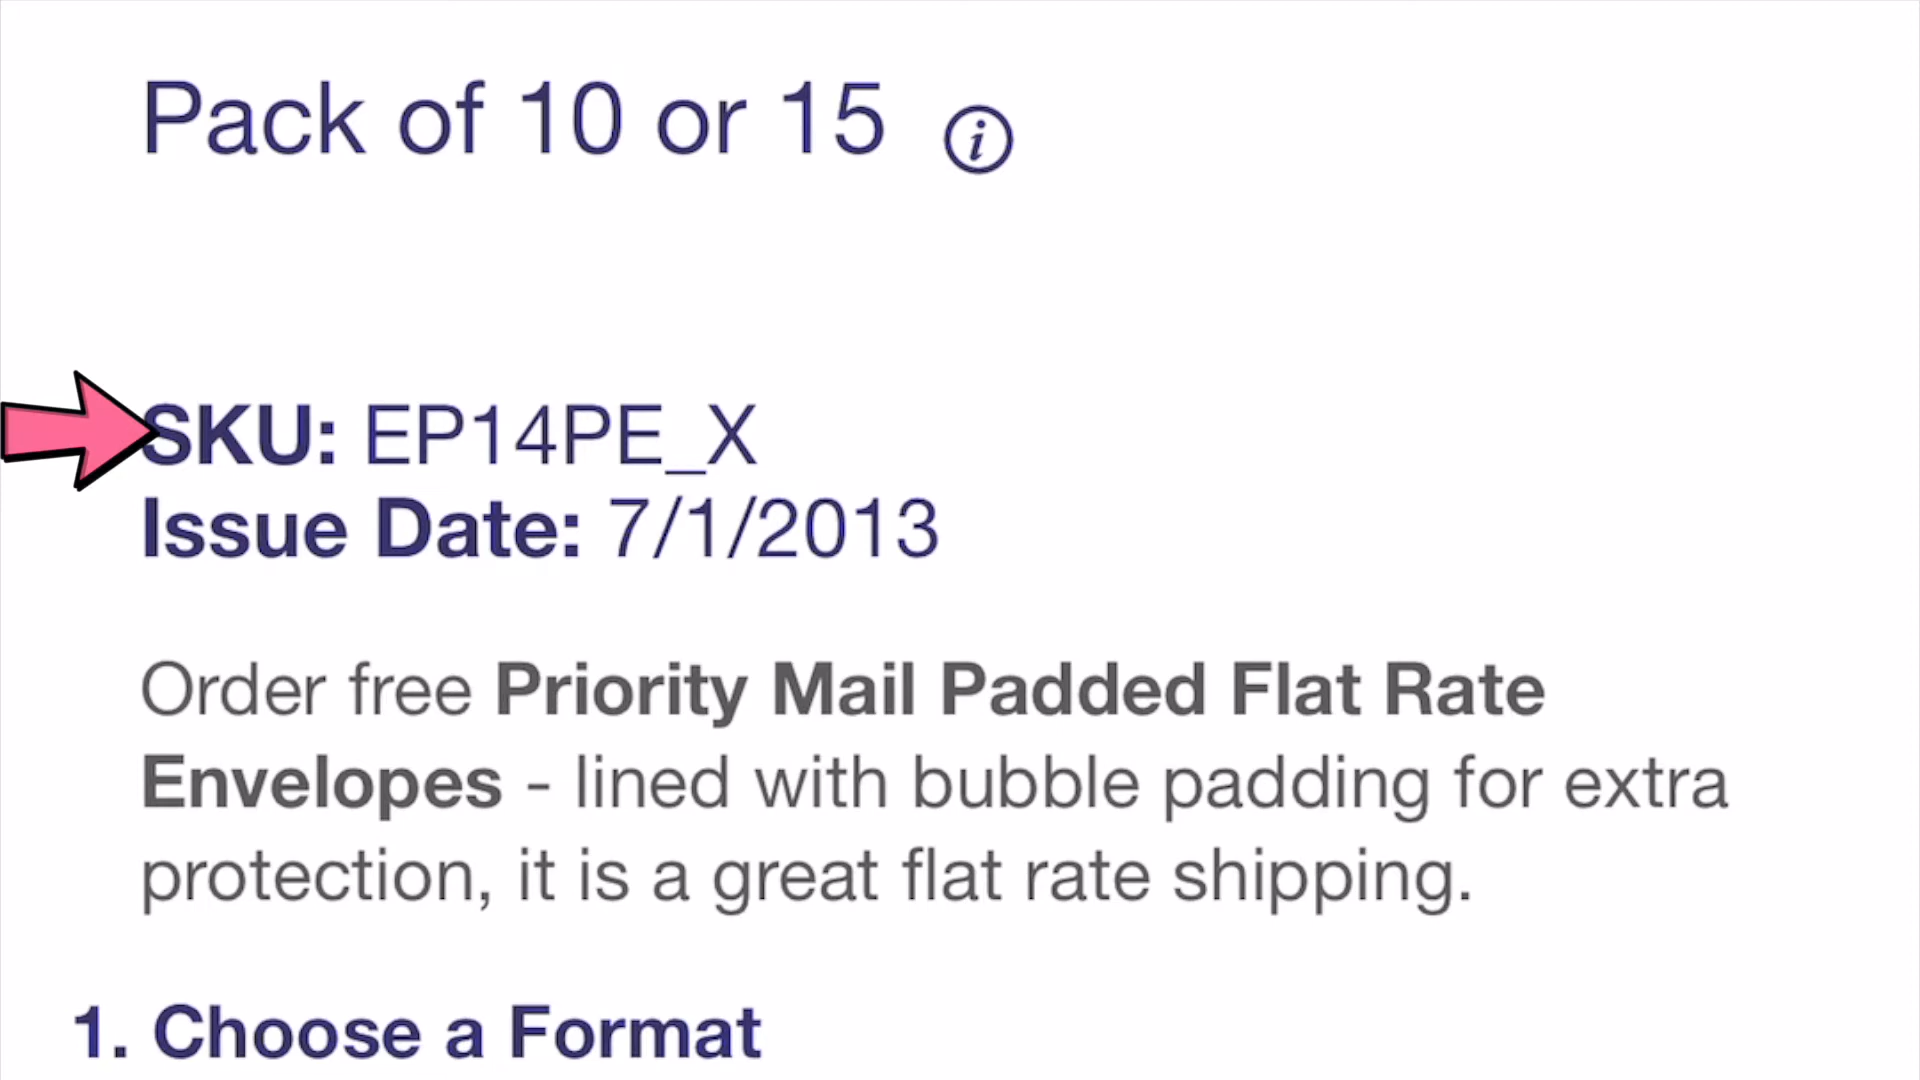 Pack of 10 or 15 i
SKU: EP14PE_X
Issue Date: 7/1/2013
Order free Priority Mail Padded Flat Rate
Envelopes - lined with bubble padding for extra
protection, it is a great flat rate shipping.
1. Choose a Format